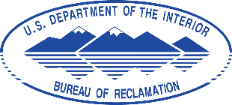 U.S. DEPARTMENT OF THE INTERIOR
BUREAU OF RECLAMATION